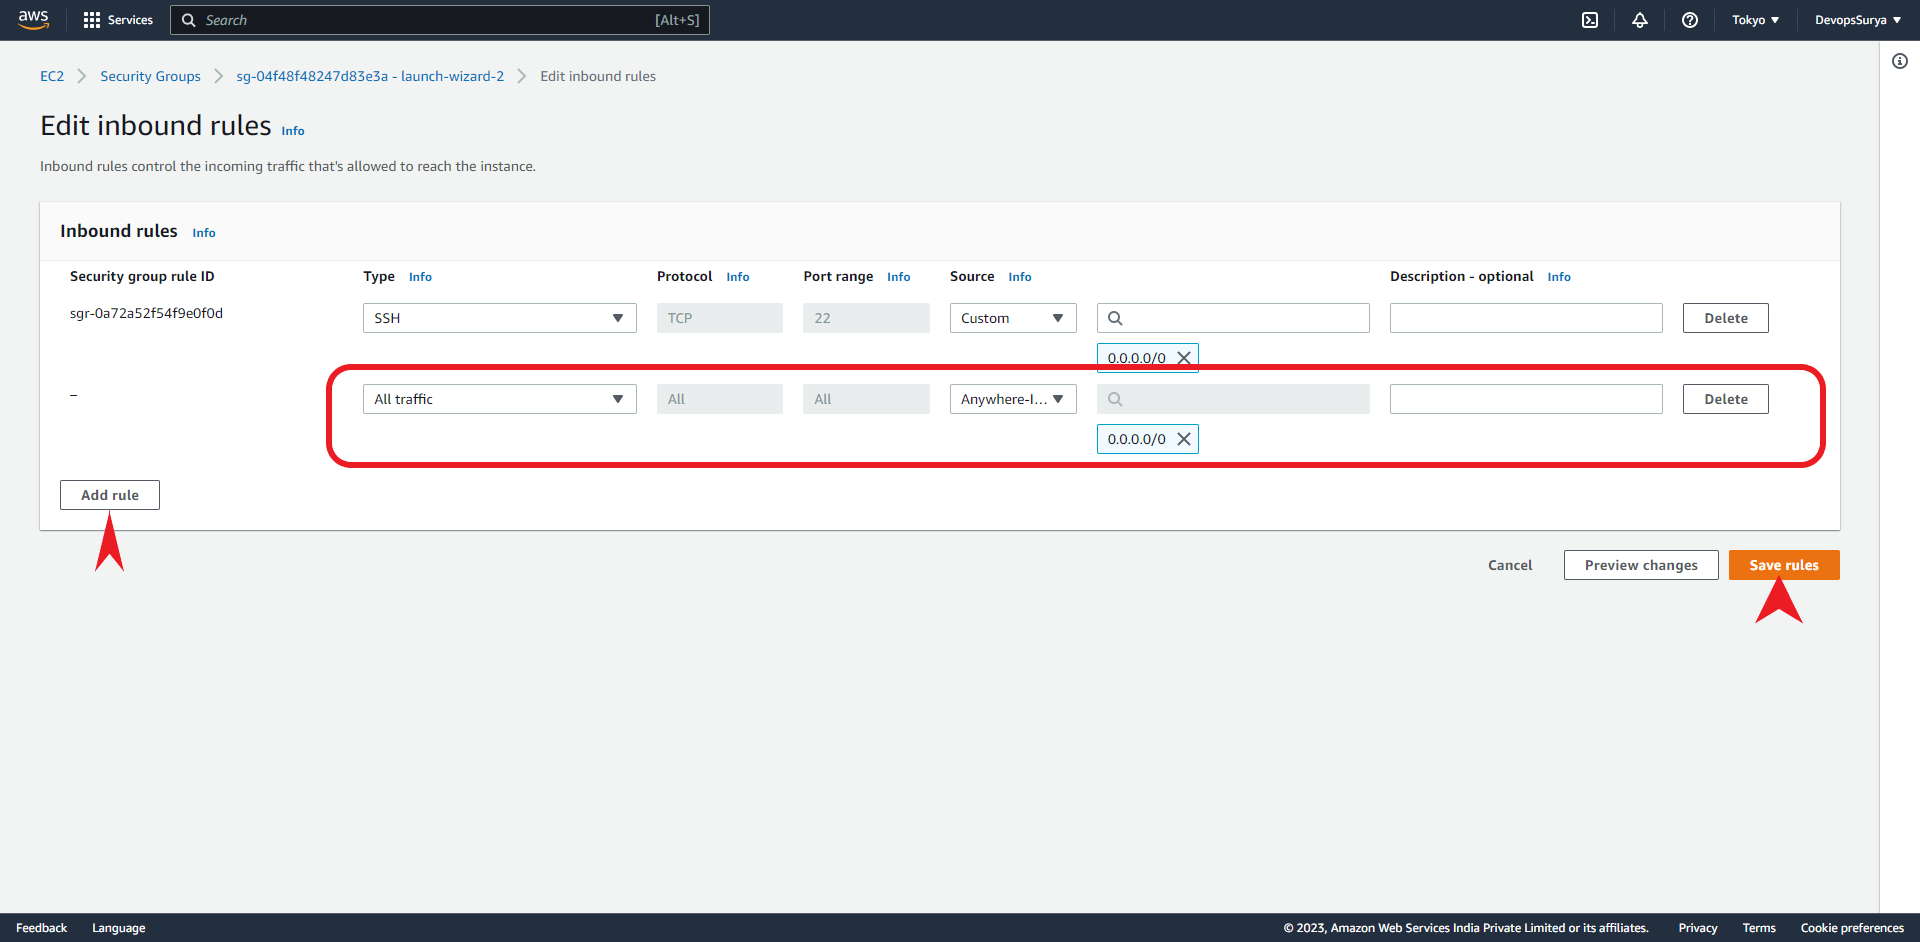 aws Services Search [Alt+S] Tokyo DevopsSurya
EC2 Security Groups sg-04f48f48247d83e3a - launch-wizard-2 Edit inbound rules
Edit inbound rules Info
Inbound rules control the incoming traffic that's allowed to reach the instance.
Inbound rules Info
Security group rule ID Type Info Protocol Info Port range Info Source Info Description - optional Info
sgr-0a72a52f54f9e0f0d SSH TCP 22 Custom Delete
0.0.0.0/0
– All traffic All All Anywhere-I... Delete
0.0.0.0/0
Add rule
Cancel Preview changes Save rules
Feedback Language © 2023, Amazon Web Services India Private Limited or its affiliates. Privacy Terms Cookie preferences